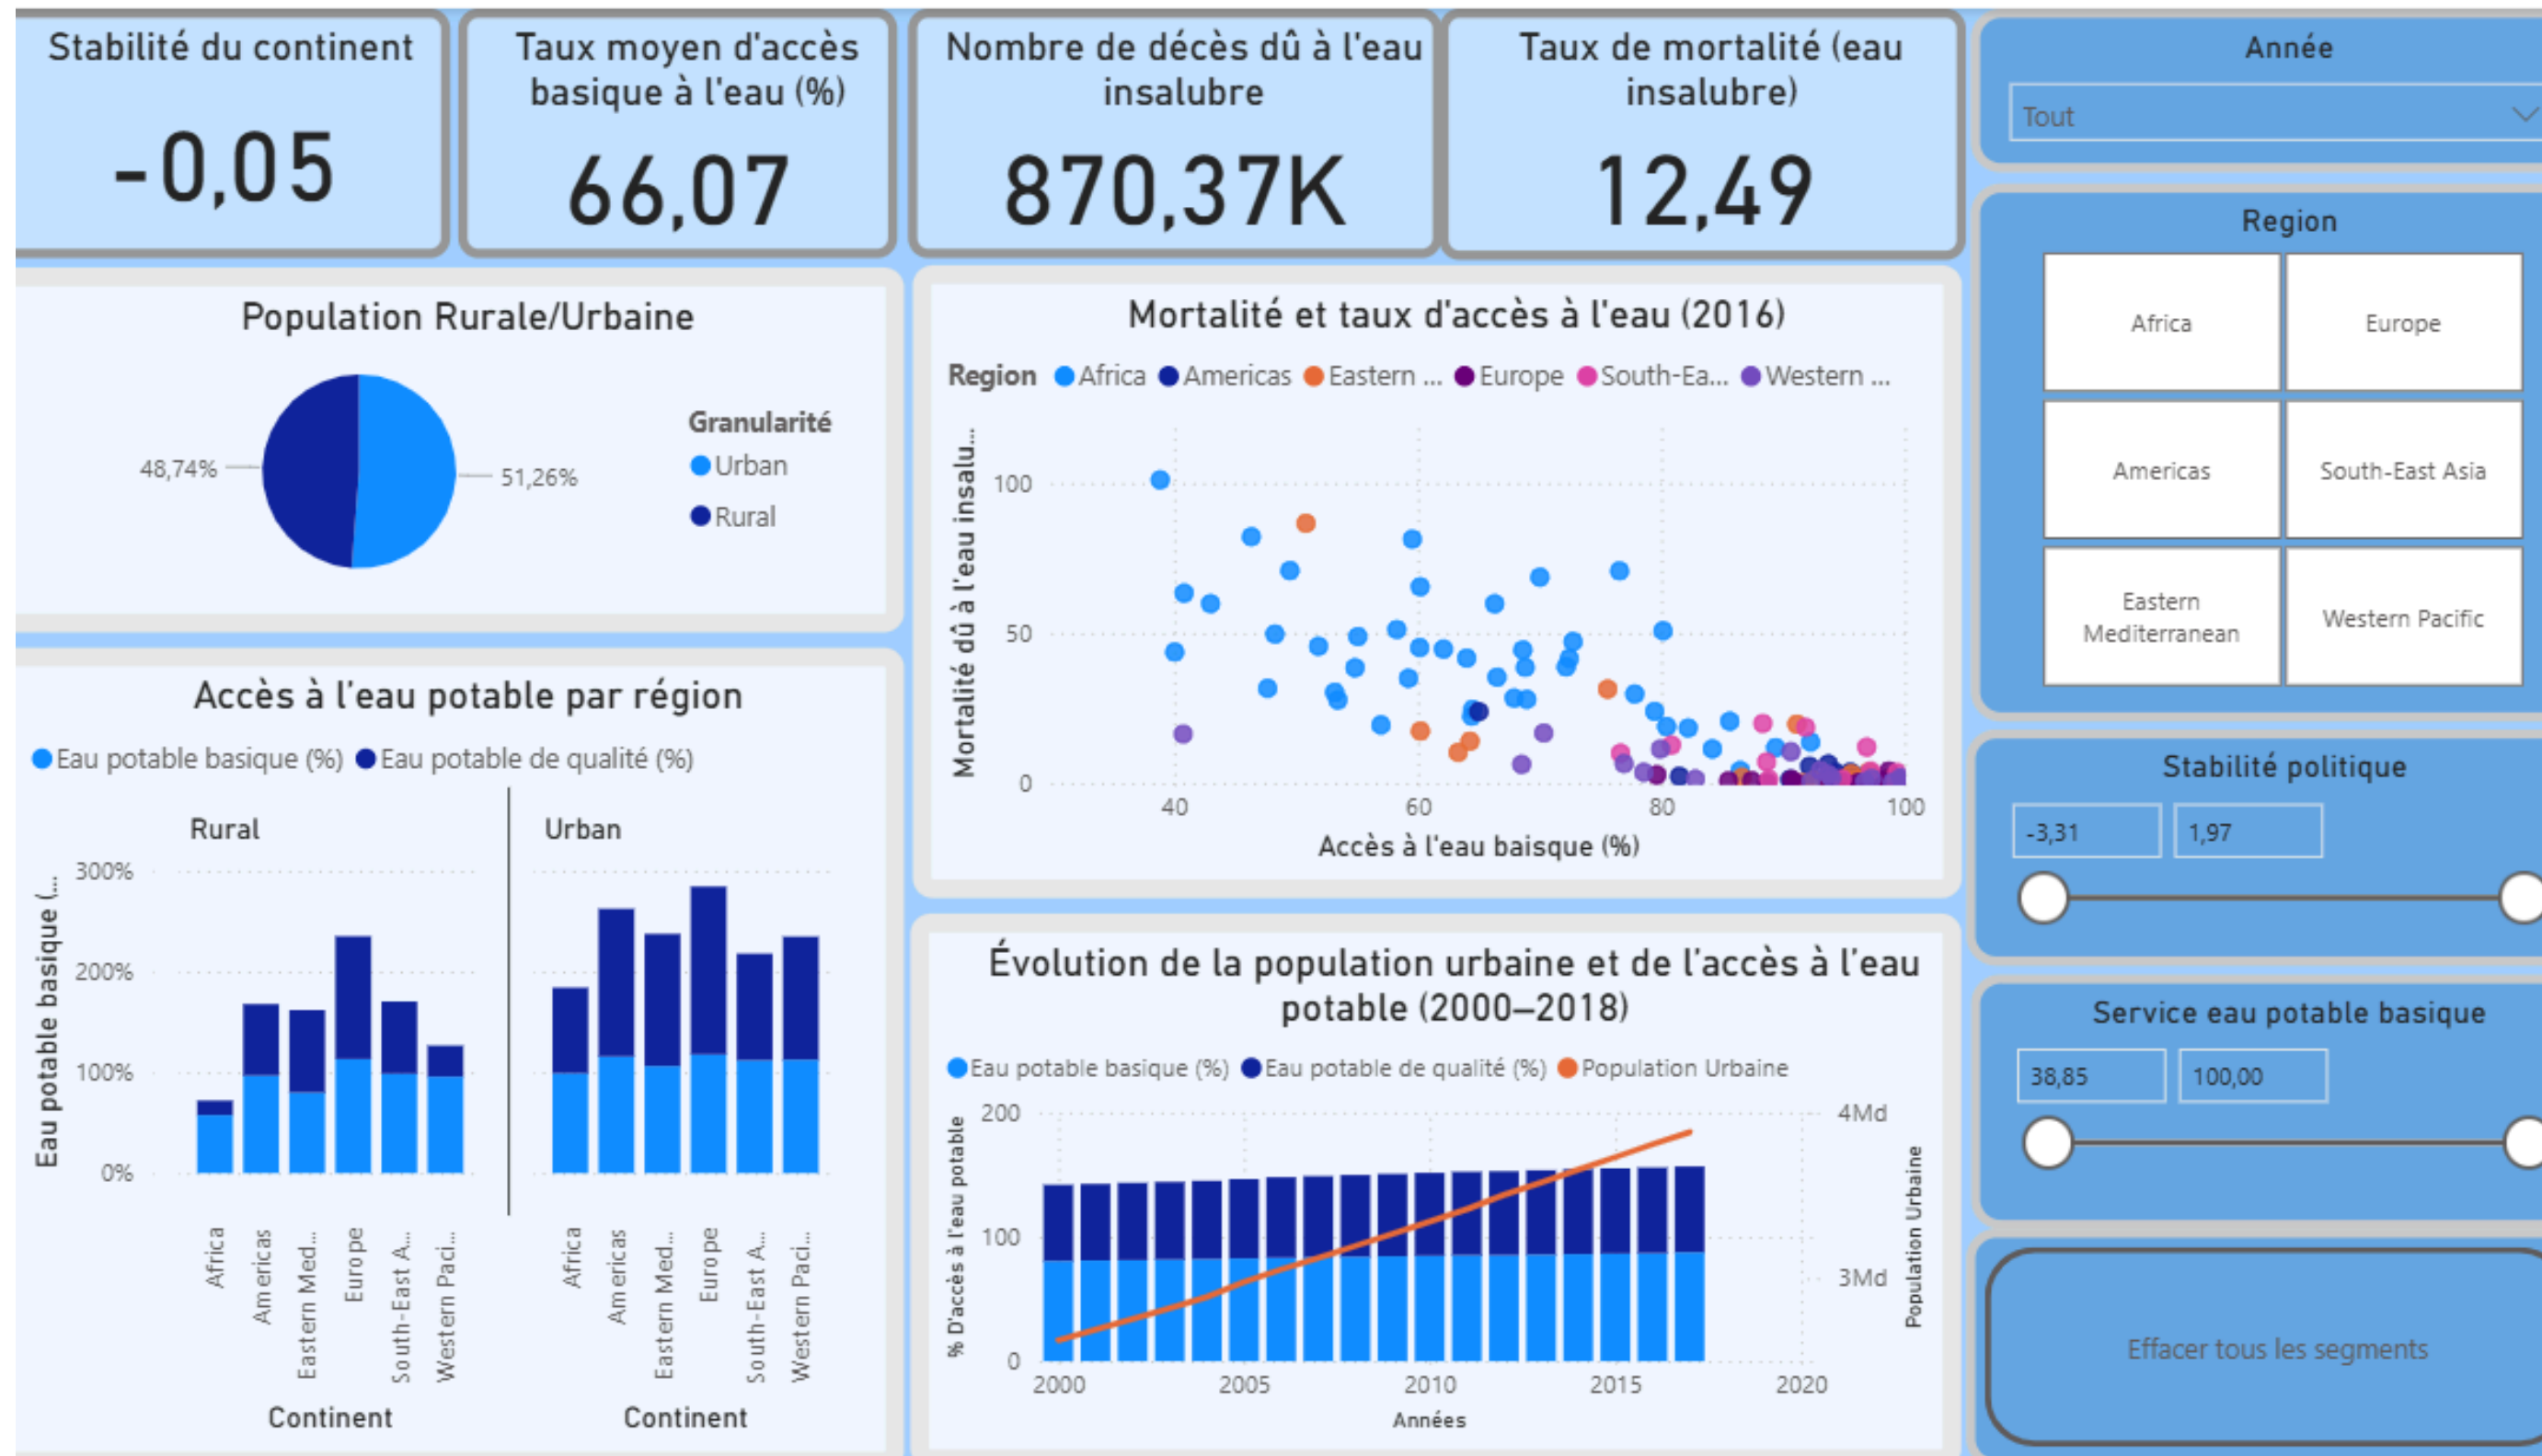 Stabilité du continent
-0,05
Taux moyen d'accès
basique à l'eau (%)
66,07
Nombre de décès dû à l'eau
insalubre
870,37K
Taux de mortalité (eau
insalubre)
12,49
Année
Tout
Region
Africa
Europe
Americas
South-East Asia
Eastern
Mediterranean
Western Pacific
Stabilité politique
-3,31
1,97
Service eau potable basique
38,85
100,00
Effacer tous les segments
Population Rurale/Urbaine
48,74%
51,26%
Granularité
Urban
Rural
Mortalité et taux d'accès à l'eau (2016)
Region Africa Americas Eastern ... Europe South-Ea... Western ...
Mortalité dû à l'eau insalu...
100
50
0
40 60 80 100
Accès à l'eau baisque (%)
Accès à l'eau potable par région
Eau potable basique (%) Eau potable de qualité (%)
Rural
Urban
Eau potable basique (...
300%
200%
100%
0%
Africa
Americas
Eastern Med...
Europe
South-East A...
Western Paci...
Africa
Americas
Eastern Med...
Europe
South-East A...
Western Paci...
Continent
Continent
Évolution de la population urbaine et de l'accès à l'eau
potable (2000–2018)
Eau potable basique (%) Eau potable de qualité (%) Population Urbaine
% D'accès à l'eau potable
200
100
0
4Md
3Md
Population Urbaine
2000 2005 2010 2015 2020
Années